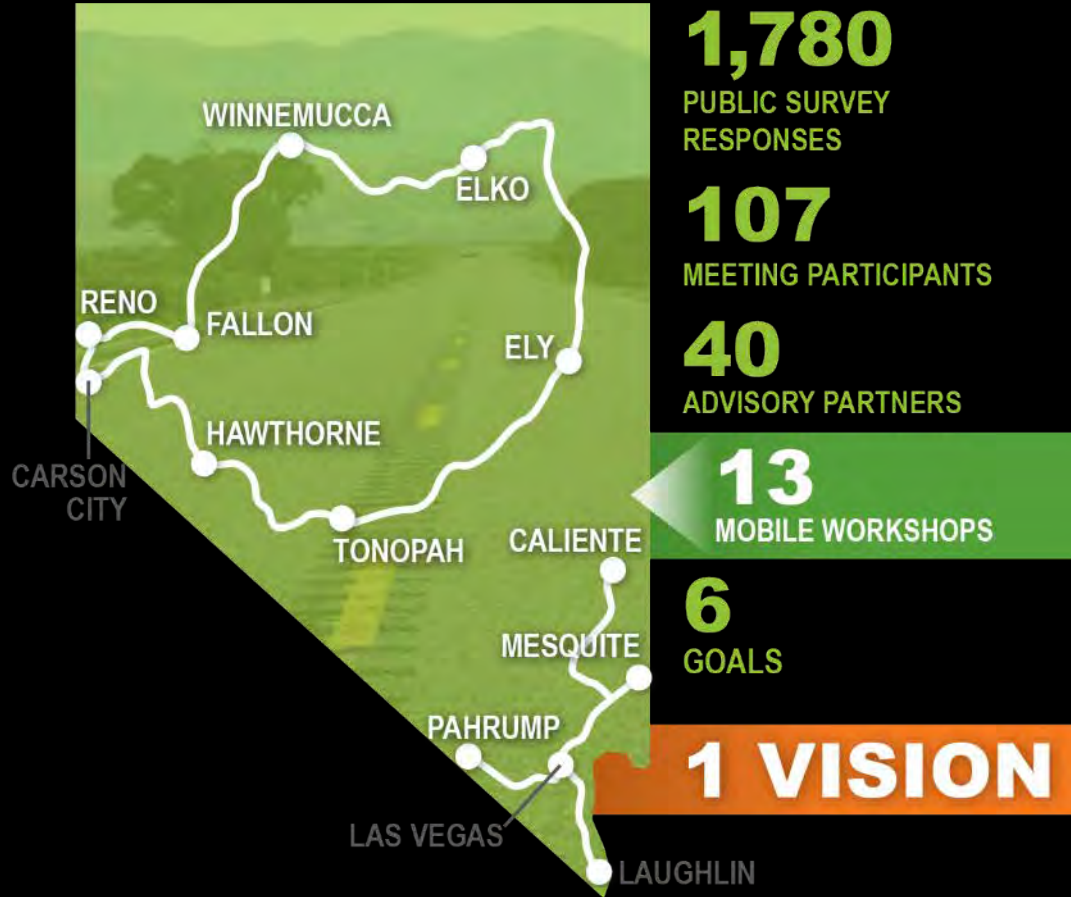 WINNEMUCCA
ELKO
RENO
FALLON
ELY
HAWTHORNE
CARSON
CITY
TONOPAH
CALIENTE
MESQUITE
PAHRUMP
LAS VEGAS
LAUGHLIN
1,780
PUBLIC SURVEY
RESPONSES
107
MEETING PARTICIPANTS
40
ADVISORY PARTNERS
13
MOBILE WORKSHOPS
6
GOALS
1 VISION